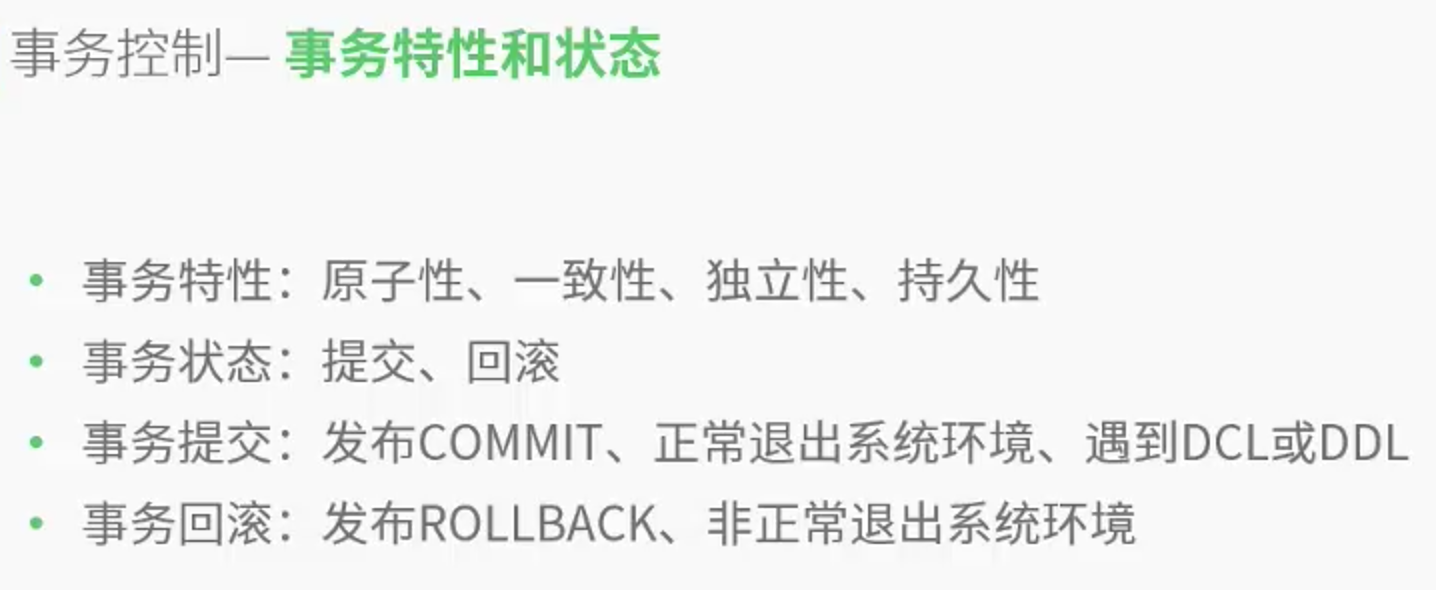 事务控制— 事务特性和状态
• 事务特性：原子性、一致性、独立性、持久性
• 事务状态：提交、回滚
• 事务提交：发布COMMIT、正常退出系统环境、遇到DCL或DDL
• 事务回滚：发布ROLLBACK、非正常退出系统环境